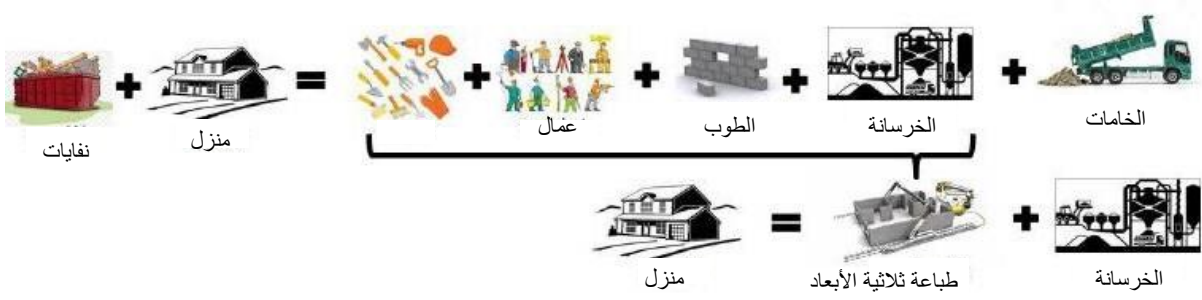 الخامات
الخرسانة
الطوب
عمال
منزل
نفايات
الخرسانة
طباعة ثلاثية الأبعاد
منزل